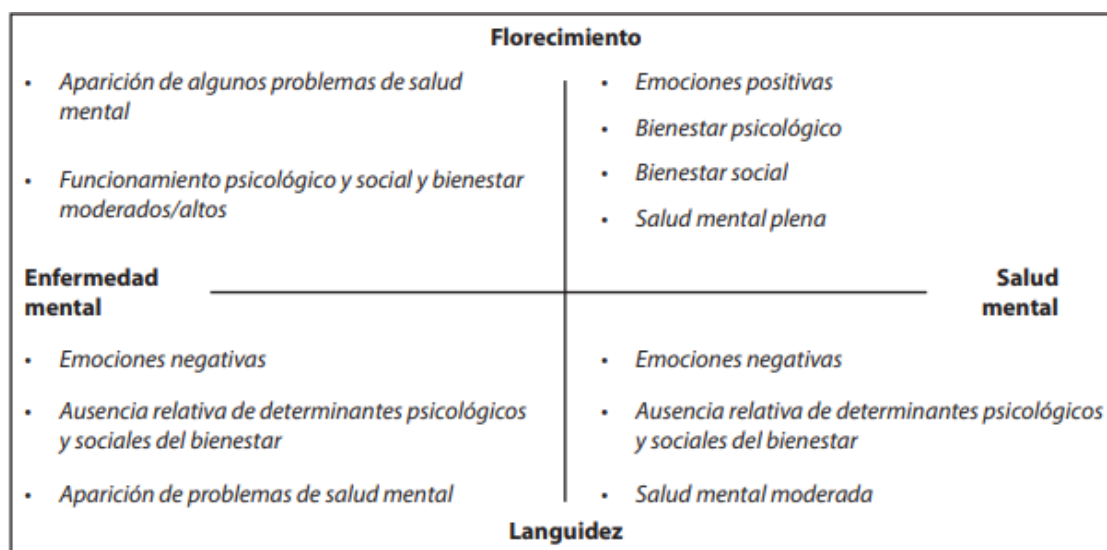 Florecimiento
• Aparición de algunos problemas de salud
mental
• Funcionamiento psicológico y social y bienestar
moderados/altos
• Emociones positivas
• Bienestar psicológico
• Bienestar social
• Salud mental plena
Enfermedad
mental
Salud
mental
• Emociones negativas
• Ausencia relativa de determinantes psicológicos
y sociales del bienestar
• Aparición de problemas de salud mental
• Emociones negativas
• Ausencia relativa de determinantes psicológicos
y sociales del bienestar
• Salud mental moderada
Languidez